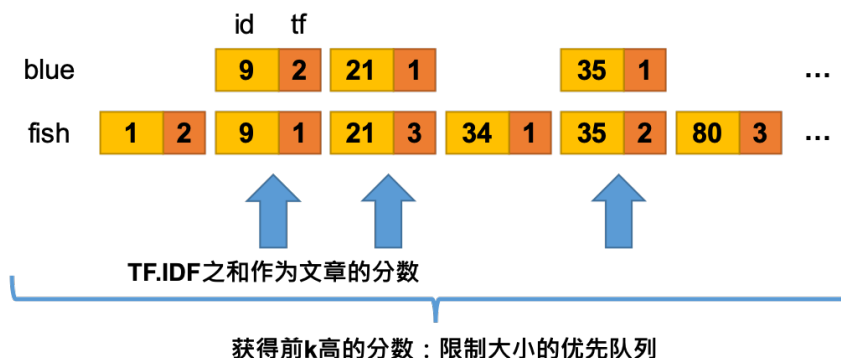 id tf
blue 9 2 21 1 35 1 ...
fish 1 2 9 1 21 3 34 1 35 2 80 3 ...
TF.IDF之和作为文章的分数
获得前k高的分数：限制大小的优先队列